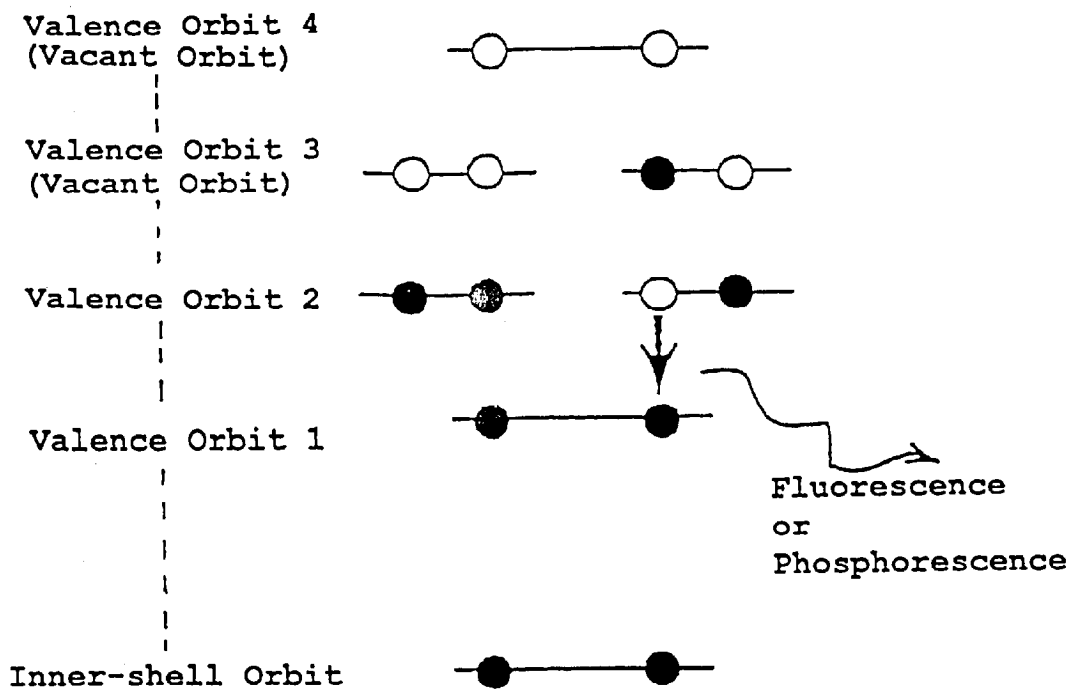 Valence Orbit 4
(Vacant Orbit)
Valence Orbit 3
(Vacant Orbit)
Valence Orbit 2
Valence Orbit 1
Fluorescence
or
Phosphorescence
Inner-shell Orbit